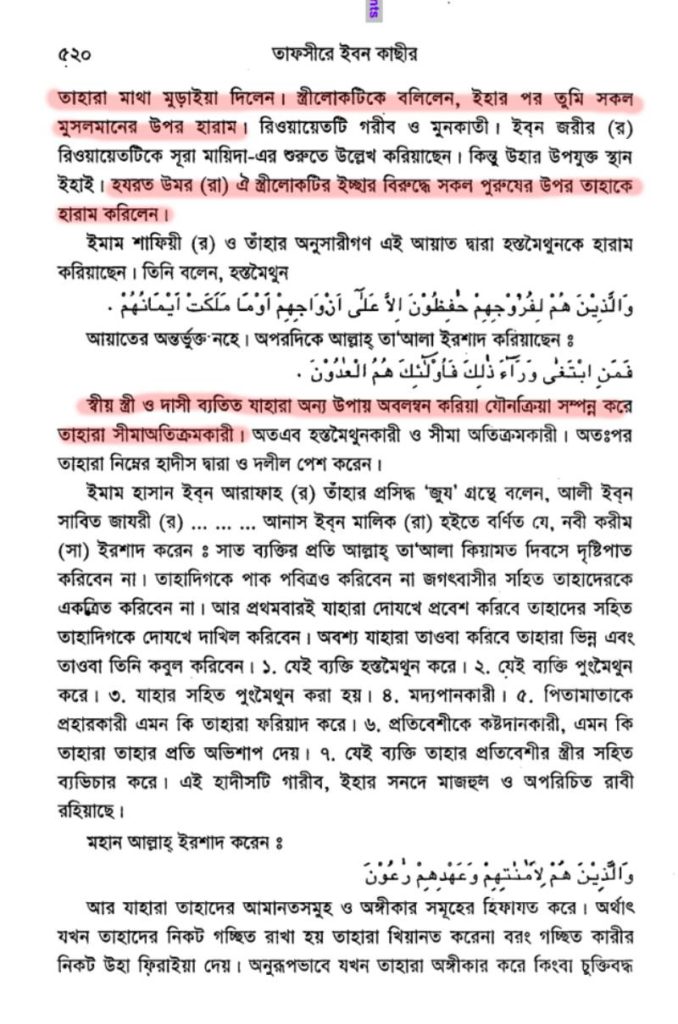 nts
৫২০ তাফসীরে ইবন কাছীর
তাহারা মাথা মুড়াইয়া দিলেন। স্ত্রীলোকটিকে বলিলেন, ইহার পর তুমি সকল
মুসলমানের উপর হারাম। রিওয়ায়েতটি গরীব ও মুনকাতী। ইব্‌ন জরীর (র)
রিওয়ায়েতটিকে সূরা মায়িদা-এর শুরুতে উল্লেখ করিয়াছেন। কিন্তু উহার উপযুক্ত স্থান
ইহাই। হযরত উমর (রা) ঐ স্ত্রীলোকটির ইচ্ছার বিরুদ্ধে সকল পুরুষের উপর তাহাকে
হারাম করিলেন।
ইমাম শাফিয়ী (র) ও তাঁহার অনুসারীগণ এই আয়াত দ্বারা হস্তমৈথুনকে হারাম
করিয়াছেন। তিনি বলেন, হস্তমৈথুন
وَالَّذِيْنَ هُمْ لِفُرُوْجِهِمْ حٰفِظُوْنَ اِلاَّ عَلٰٓى اَزْوَاجِهِمْ اَوْمَا مَلَكَتْ اَيْمَانُهُمْ .
আয়াতের অন্তর্ভুক্ত নহে। অপরদিকে আল্লাহ্ তা'আলা ইরশাদ করিয়াছেন ঃ
فَمَنِ ابْتَغٰى وَرَآءَ ذٰلِكَ فَاُولٰٓئِكَ هُمُ الْعٰدُوْنَ .
স্বীয় স্ত্রী ও দাসী ব্যতিত যাহারা অন্য উপায় অবলম্বন করিয়া যৌনক্রিয়া সম্পন্ন করে
তাহারা সীমাঅতিক্রমকারী। অতএব হস্তমৈথুনকারী ও সীমা অতিক্রমকারী। অতঃপর
তাহারা নিম্নের হাদীস দ্বারা ও দলীল পেশ করেন।
ইমাম হাসান ইব্‌ন আরাফাহ (র) তাঁহার প্রসিদ্ধ 'জুয' গ্রন্থে বলেন, আলী ইব্‌ন
সাবিত জাযরী (র) ... ... ... আনাস ইব্‌ন মালিক (রা) হইতে বর্ণিত যে, নবী করীম
(সা) ইরশাদ করেন ঃ সাত ব্যক্তির প্রতি আল্লাহ্ তা'আলা কিয়ামত দিবসে দৃষ্টিপাত
করিবেন না। তাহাদিগকে পাক পবিত্রও করিবেন না জগৎবাসীর সহিত তাহাদেরকে
একত্রিত করিবেন না। আর প্রথমবারই যাহারা দোযখে প্রবেশ করিবে তাহাদের সহিত
তাহাদিগকে দোযখে দাখিল করিবেন। অবশ্য যাহারা তাওবা করিবে তাহারা ভিন্ন এবং
তাওবা তিনি কবুল করিবেন। ১. যেই ব্যক্তি হস্তমৈথুন করে। ২. যেই ব্যক্তি পুংমৈথুন
করে। ৩. যাহার সহিত পুংমৈথুন করা হয়। ৪. মদ্যপানকারী। ৫. পিতামাতাকে
প্রহারকারী এমন কি তাহারা ফরিয়াদ করে। ৬. প্রতিবেশীকে কষ্টদানকারী, এমন কি
তাহারা তাহার প্রতি অভিশাপ দেয়। ৭. যেই ব্যক্তি তাহার প্রতিবেশীর স্ত্রীর সহিত
ব্যভিচার করে। এই হাদীসটি গারীব, ইহার সনদে মাজহুল ও অপরিচিত রাবী
রহিয়াছে।
মহান আল্লাহ্ ইরশাদ করেন ঃ
وَالَّذِيْنَ هُمْ لِاَمٰنٰتِهِمْ وَعَهْدِهِمْ رٰعُوْنَ
আর যাহারা তাহাদের আমানতসমূহ ও অঙ্গীকার সমূহের হিফাযত করে। অর্থাৎ
যখন তাহাদের নিকট গচ্ছিত রাখা হয় তাহারা খিয়ানত করেনা বরং গচ্ছিত কারীর
নিকট উহা ফিরাইয়া দেয়। অনুরূপভাবে যখন তাহারা অঙ্গীকার করে কিংবা চুক্তিবদ্ধ